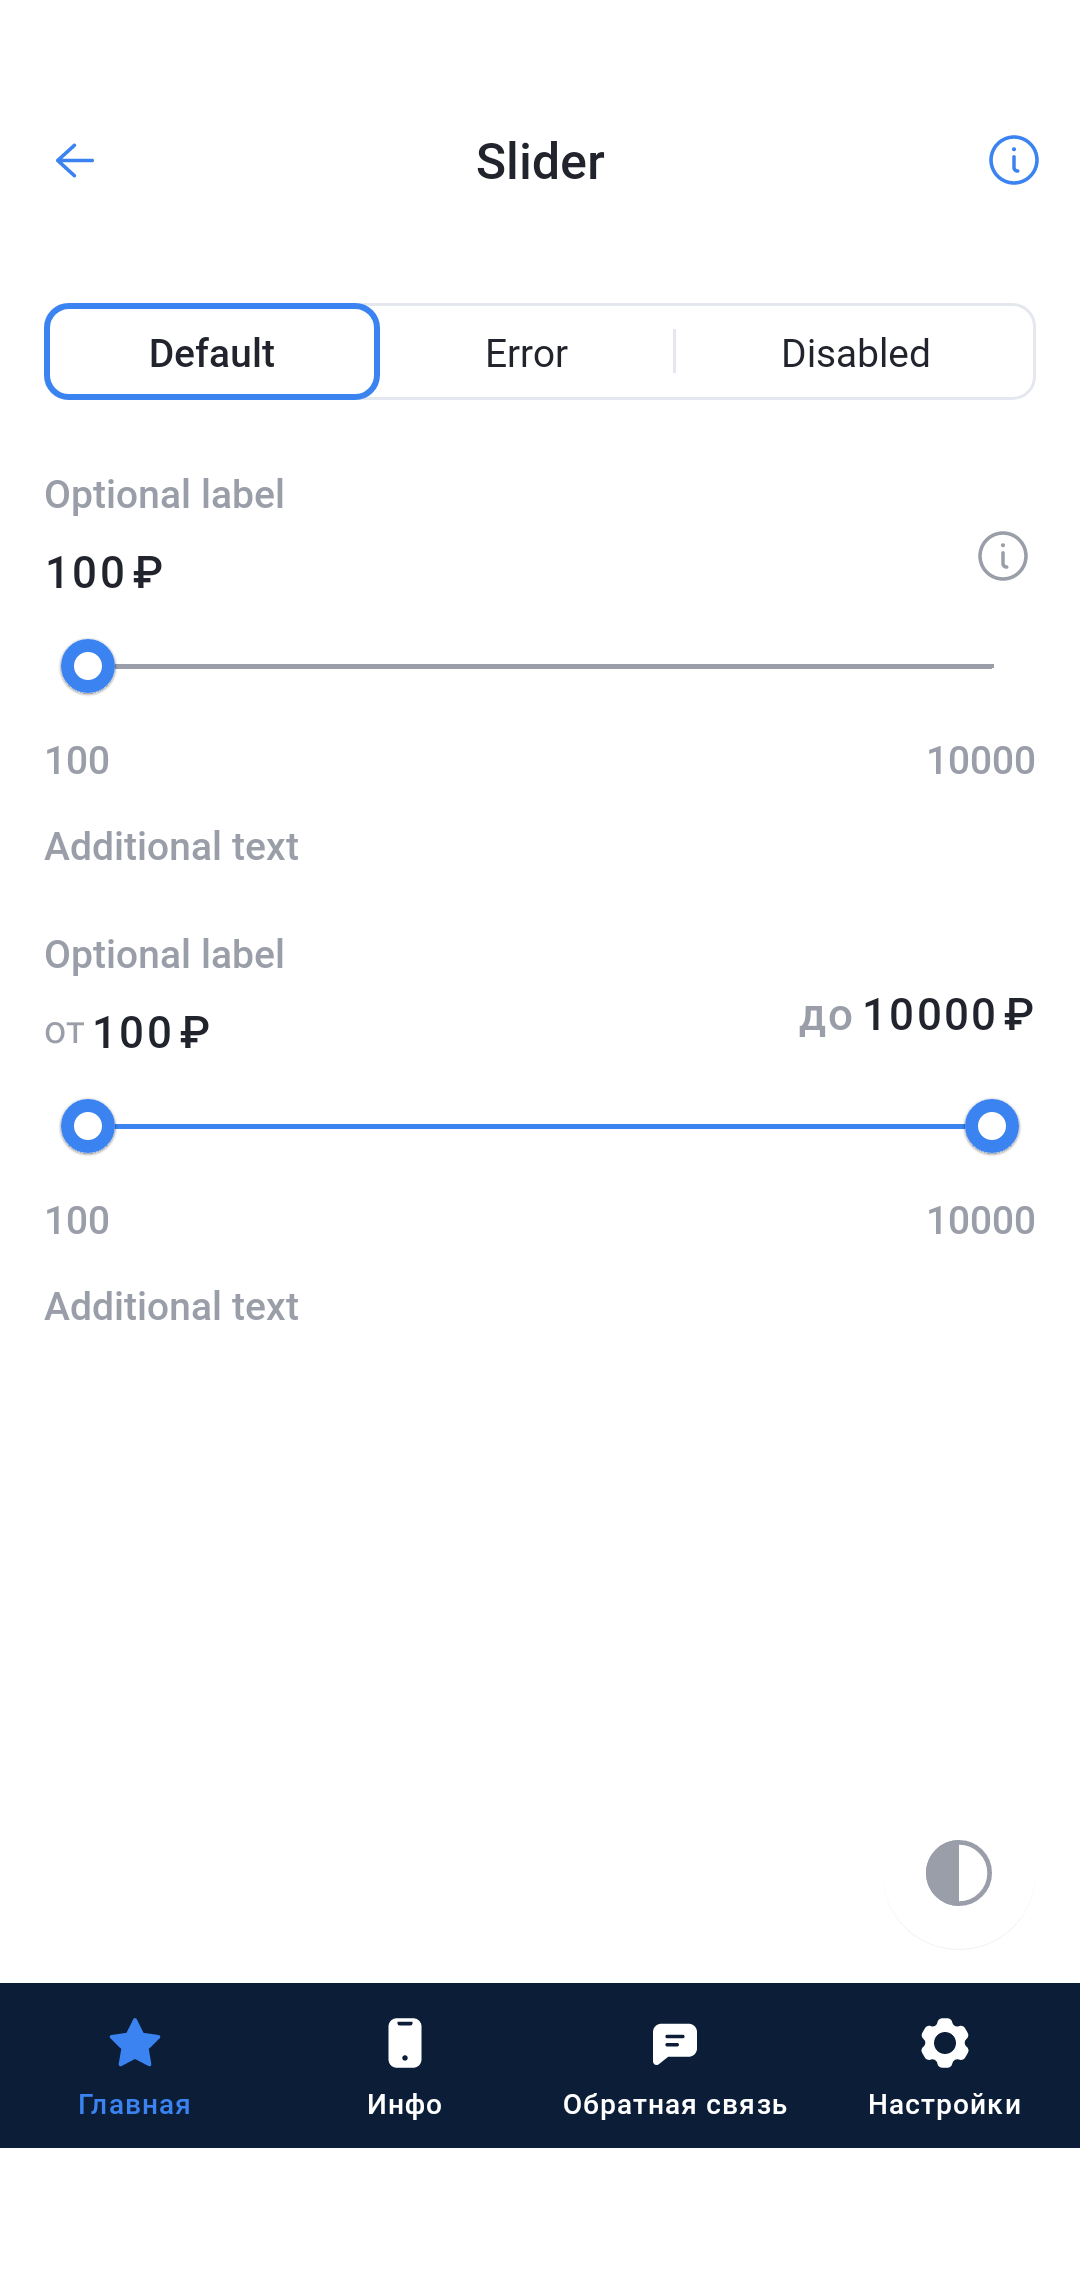 Slider
Default Error Disabled
Optional label
100 ₽
100 10000
Additional text
Optional label
от 100 ₽ до 10000 ₽
100 10000
Additional text
Главная Инфо Обратная связь Настройки